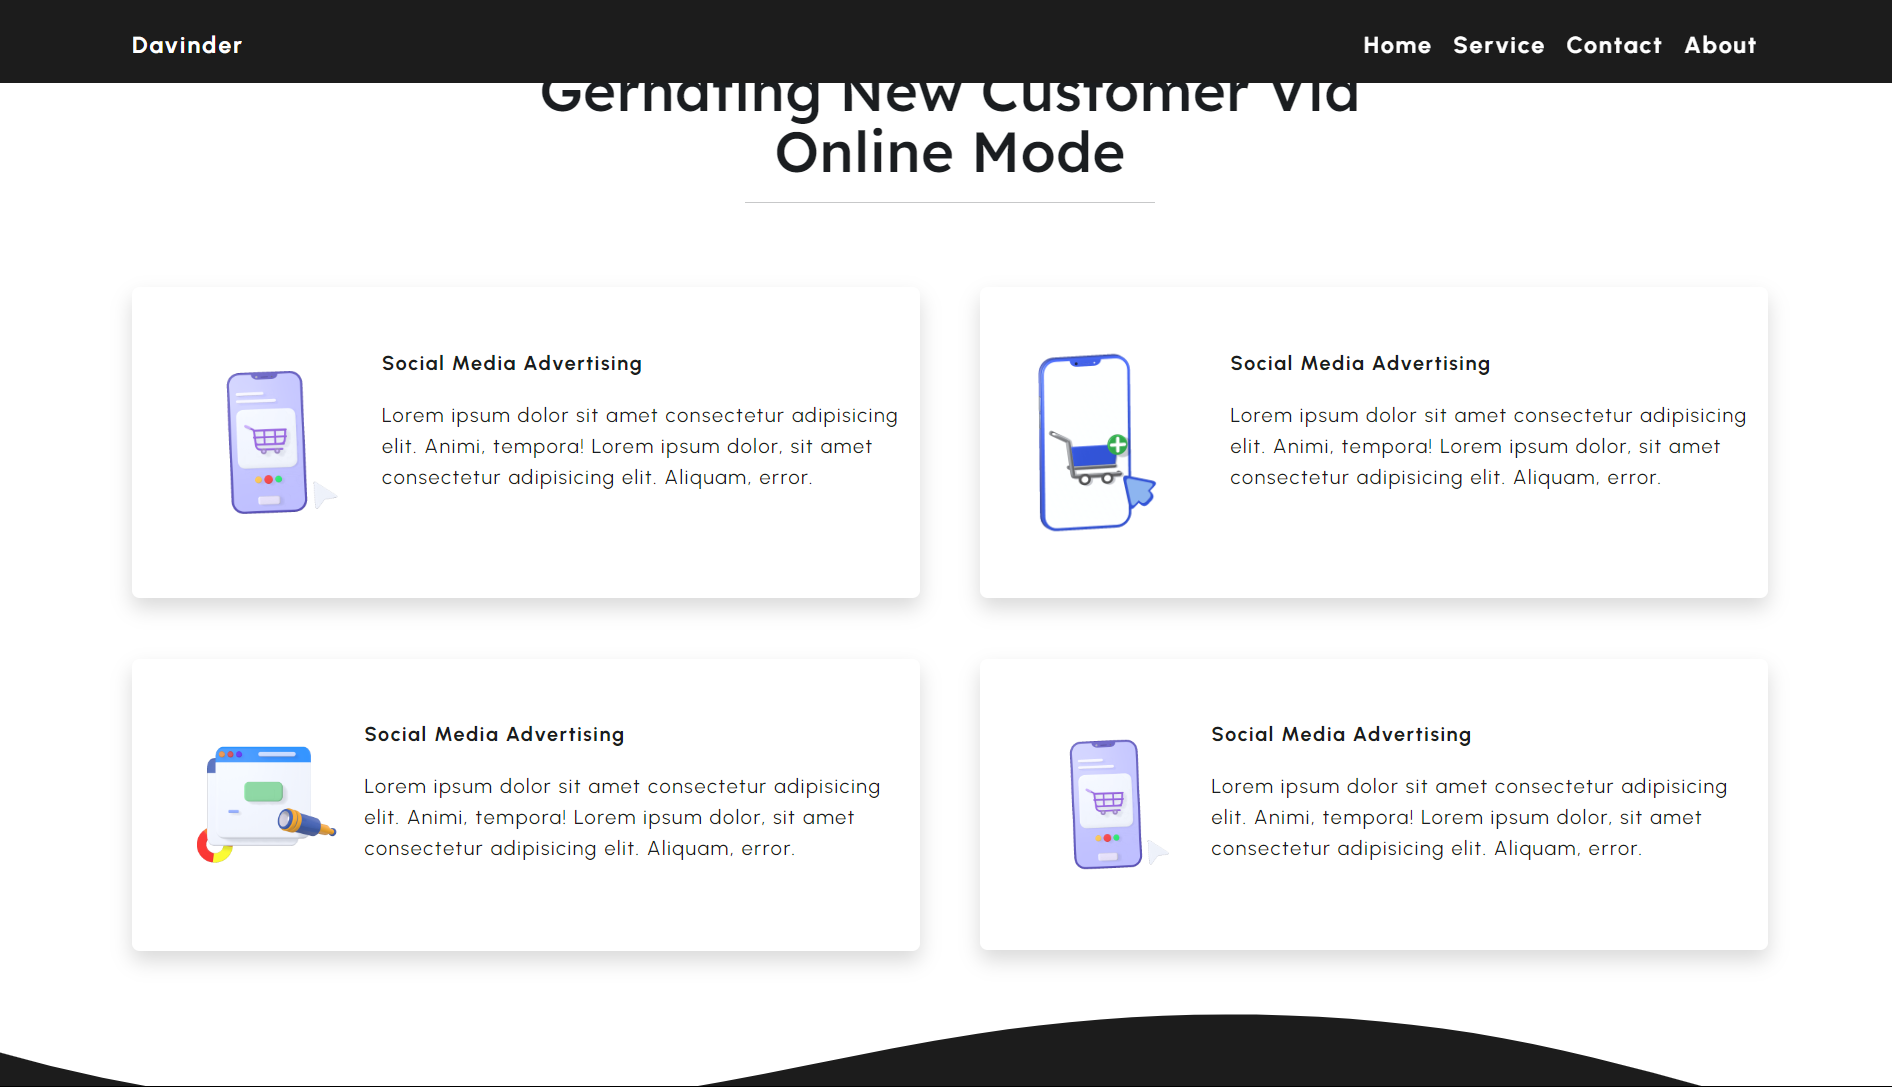 Davinder
Home Service Contact About
Gernating New Customer Via
Online Mode
Social Media Advertising
Lorem ipsum dolor sit amet consectetur adipisicing
elit. Animi, tempora! Lorem ipsum dolor, sit amet
consectetur adipisicing elit. Aliquam, error.
Social Media Advertising
Lorem ipsum dolor sit amet consectetur adipisicing
elit. Animi, tempora! Lorem ipsum dolor, sit amet
consectetur adipisicing elit. Aliquam, error.
Social Media Advertising
Lorem ipsum dolor sit amet consectetur adipisicing
elit. Animi, tempora! Lorem ipsum dolor, sit amet
consectetur adipisicing elit. Aliquam, error.
Social Media Advertising
Lorem ipsum dolor sit amet consectetur adipisicing
elit. Animi, tempora! Lorem ipsum dolor, sit amet
consectetur adipisicing elit. Aliquam, error.